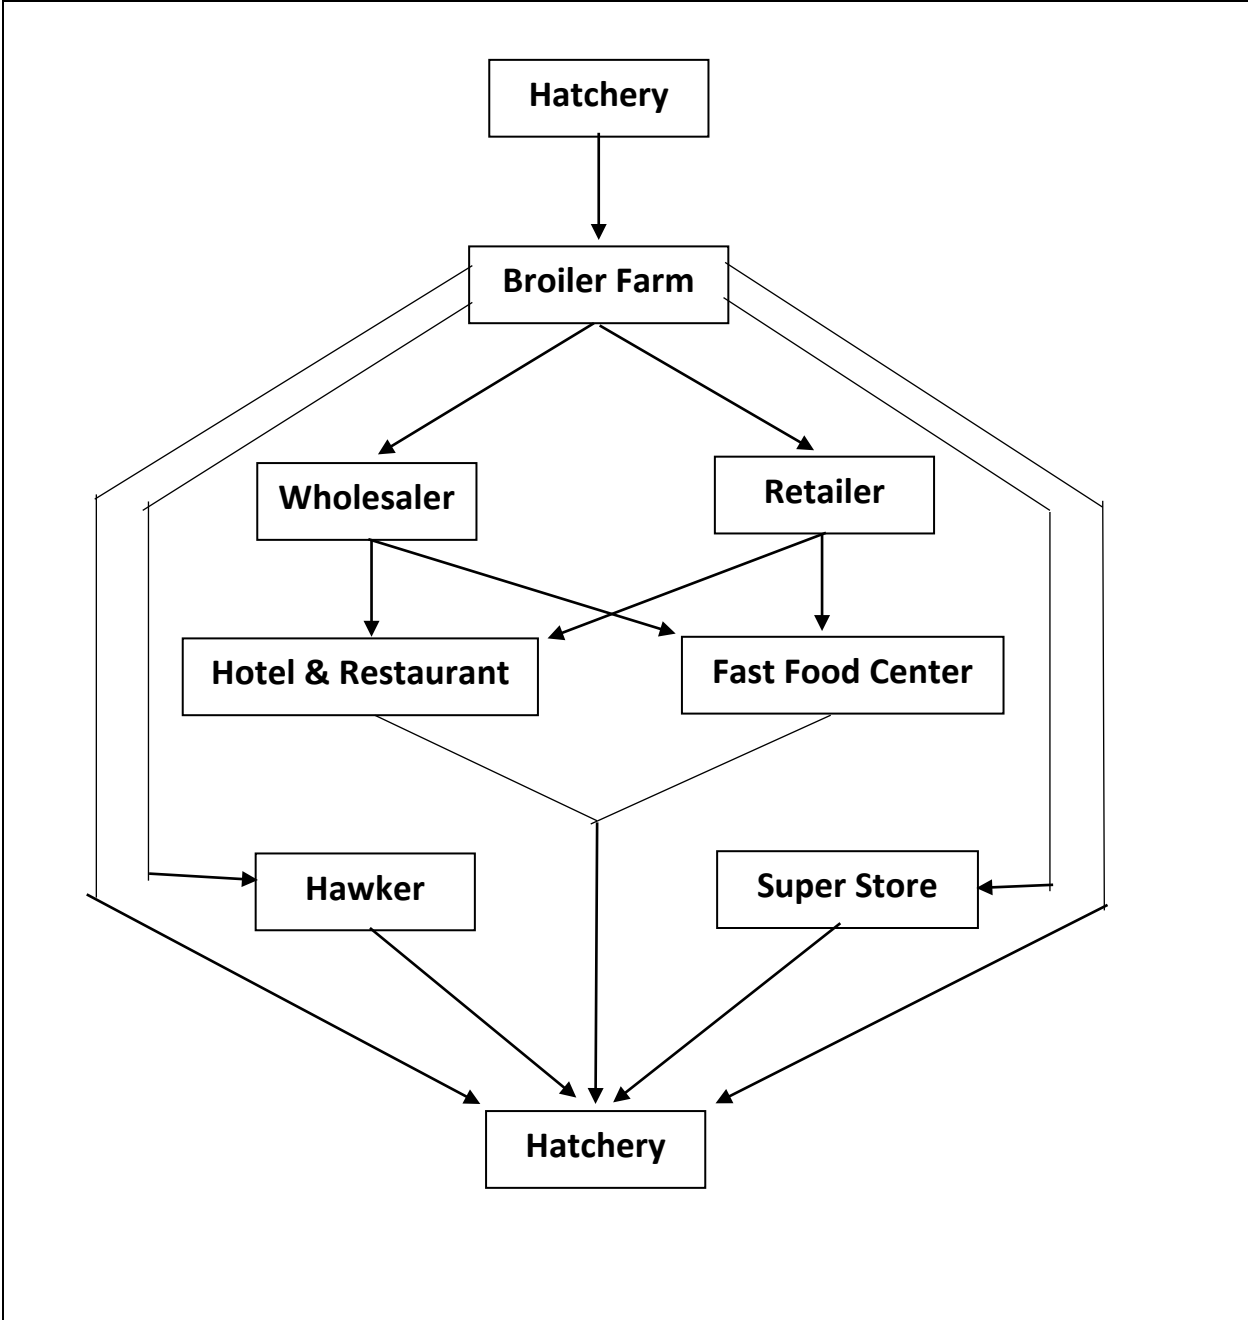 Hatchery
Broiler Farm
Wholesaler
Retailer
Hotel & Restaurant
Fast Food Center
Hawker
Super Store
Hatchery